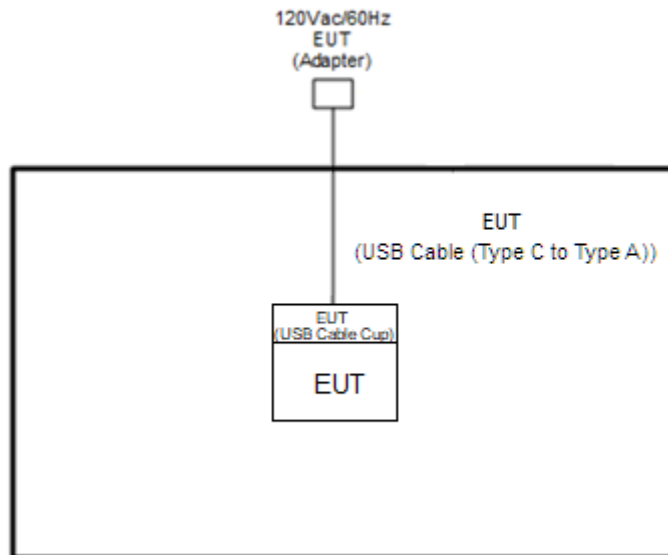 120Vac/60Hz
EUT
(Adapter)
EUT
(USB Cable (Type C to Type A))
EUT
(USB Cable Cup)
EUT